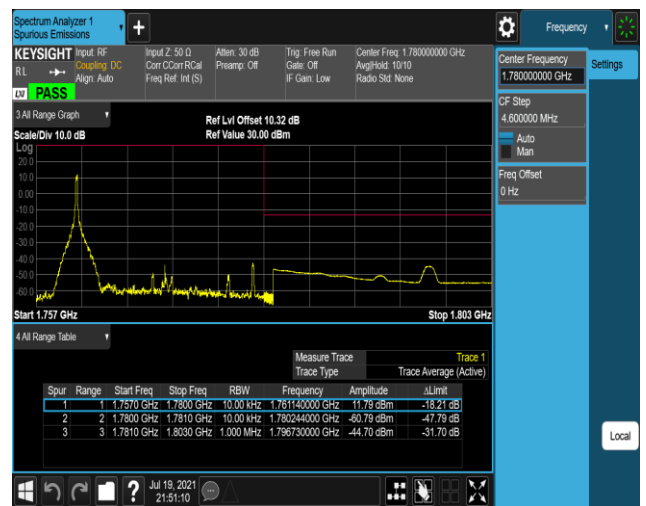 Spectrum Analyzer 1
Spurious Emissions
Frequency
KEYSIGHT Input: RF Input Z: 50 Ω Atten: 30 dB Trig: Free Run Center Freq: 1.780000000 GHz
RL Coupling: DC Corr CCorr RCal Preamp: Off Gate: Off Avg|Hold: 10/10
Align: Auto Freq Ref: Int (S) IF Gain: Low Radio Std: None
LXI PASS
3 All Range Graph
Ref Lvl Offset 10.32 dB
Scale/Div 10.0 dB Ref Value 30.00 dBm
Log
20.0
10.0
0.00
-10.0
-20.0
-30.0
-40.0
-50.0
-60.0
Start 1.757 GHz Stop 1.803 GHz
4 All Range Table
Measure Trace Trace 1
Trace Type Trace Average (Active)
Spur Range Start Freq Stop Freq RBW Frequency Amplitude ΔLimit
1 1 1.7570 GHz 1.7800 GHz 10.00 kHz 1.761140000 GHz 11.79 dBm -18.21 dB
2 2 1.7800 GHz 1.7810 GHz 10.00 kHz 1.780244000 GHz -60.79 dBm -47.79 dB
3 3 1.7810 GHz 1.8030 GHz 1.000 MHz 1.796730000 GHz -44.70 dBm -31.70 dB
Center Frequency
1.780000000 GHz
Settings
CF Step
4.600000 MHz
Auto
Man
Freq Offset
0 Hz
Local
?
Jul 19, 2021
21:51:10